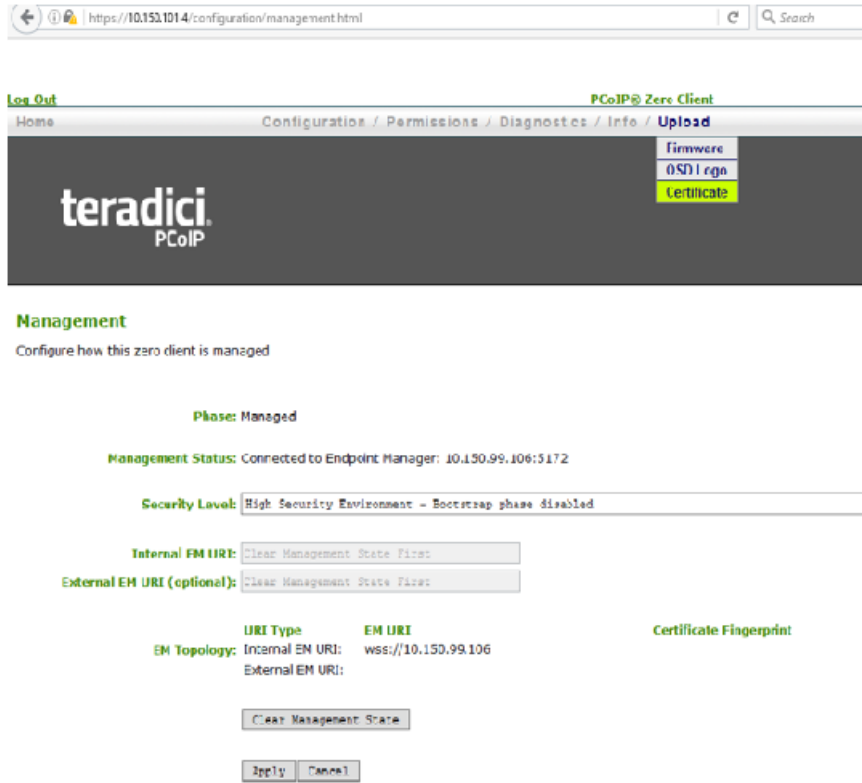 https://10.150.101.4/configuration/management.html
Search
Log Out
PCoIP® Zero Client
Home
Configuration / Permissions / Diagnostics / Info / Upload
Firmware
OSD Logo
Certificate
teradici.
PCoIP
Management
Configure how this zero client is managed
Phase: Managed
Management Status: Connected to Endpoint Manager: 10.150.99.106:5172
Security Level: High Security Environment - Bootstrap phase disabled
Internal EM URI: Clear Management State First
External EM URI (optional): Clear Management State First
URI Type EM URI Certificate Fingerprint
EM Topology: Internal EM URI: wss://10.150.99.106
External EM URI:
Clear Management State
Apply Cancel